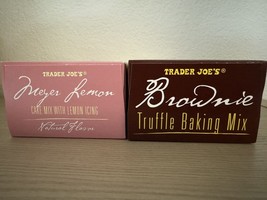 TRADER JOE'S®
Meyer Lemon
CAKE MIX WITH LEMON ICING
Natural Flavor
TRADER JOE'S®
Brownie
Truffle Baking Mix